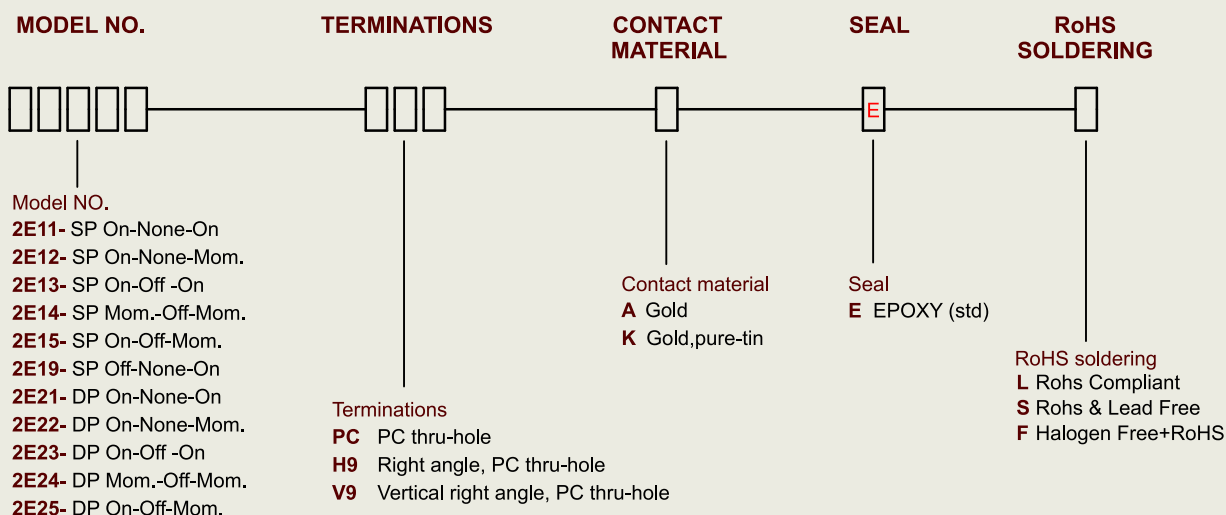 MODEL NO.
TERMINATIONS
CONTACT
MATERIAL
SEAL
RoHS
SOLDERING
E
Model NO.
2E11- SP On-None-On
2E12- SP On-None-Mom.
2E13- SP On-Off -On
2E14- SP Mom.-Off-Mom.
2E15- SP On-Off-Mom.
2E19- SP Off-None-On
2E21- DP On-None-On
2E22- DP On-None-Mom.
2E23- DP On-Off -On
2E24- DP Mom.-Off-Mom.
2E25- DP On-Off-Mom.
Terminations
PC PC thru-hole
H9 Right angle, PC thru-hole
V9 Vertical right angle, PC thru-hole
Contact material
A Gold
K Gold,pure-tin
Seal
E EPOXY (std)
RoHS soldering
L Rohs Compliant
S Rohs & Lead Free
F Halogen Free+RoHS